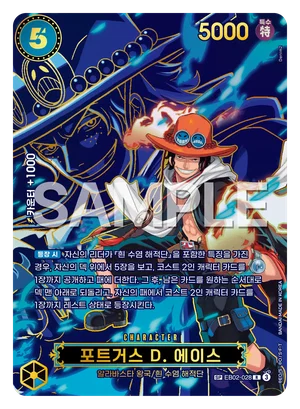 5
5000
특수
特
카운터 +1000
SAMPLE
등장 시 자신의 리더가 『흰 수염 해적단』을 포함한 특징을 가진
경우, 자신의 덱 위에서 5장을 보고, 코스트 2인 캐릭터 카드를
1장까지 공개하고 패에 더한다. 그 후, 남은 카드를 원하는 순서대로
덱 맨 아래로 되돌리고, 자신의 패에서 코스트 2인 캐릭터 카드를
1장까지 레스트 상태로 등장시킨다.
CHARACTER
포트거스 D. 에이스
알라바스타 왕국/흰 수염 해적단
SP EB02-028 R 3